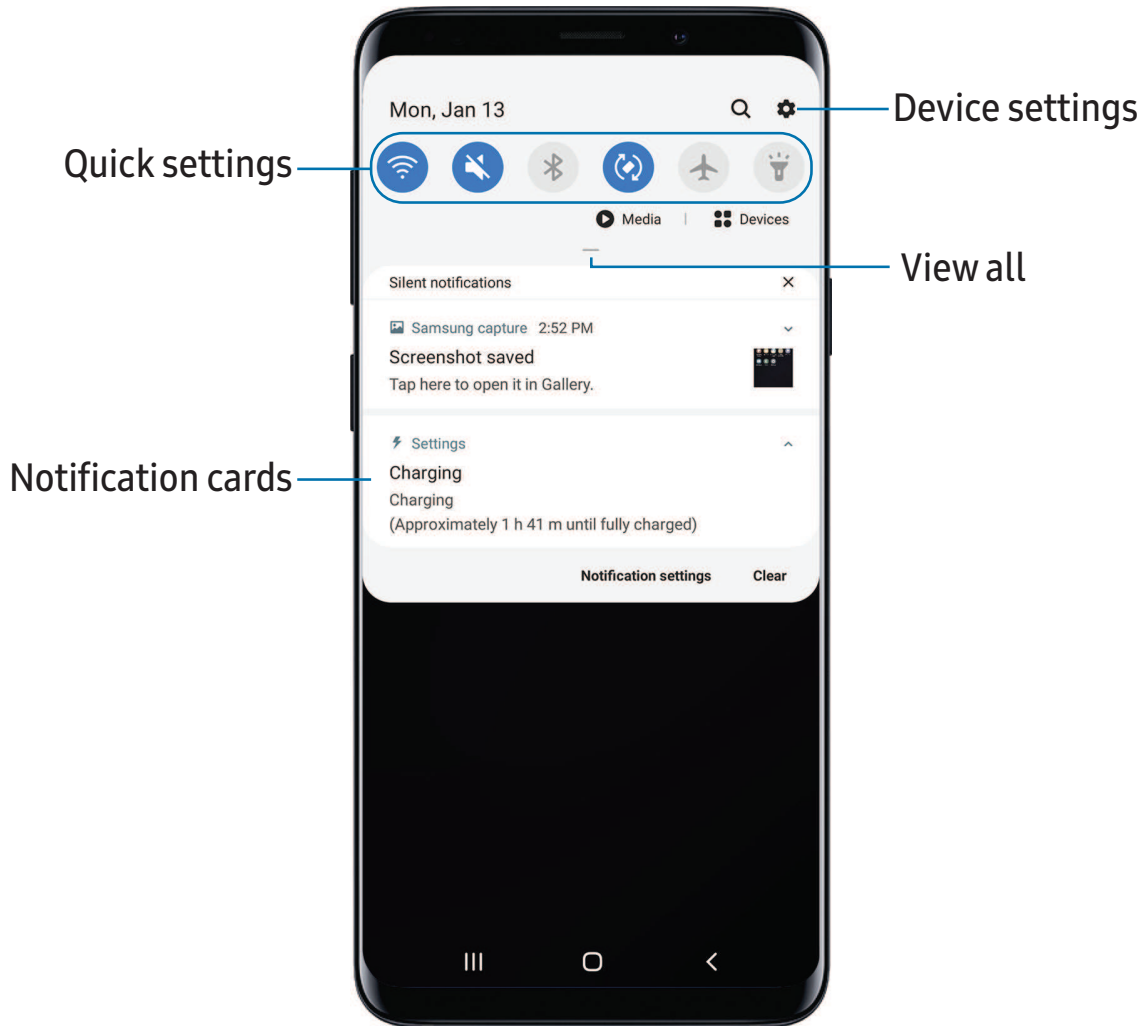 Mon, Jan 13
Device settings
Quick settings
Media | Devices
View all
Silent notifications
Samsung capture 2:52 PM
Screenshot saved
Tap here to open it in Gallery.
Settings
Notification cards
Charging
Charging
(Approximately 1 h 41 m until fully charged)
Notification settings Clear